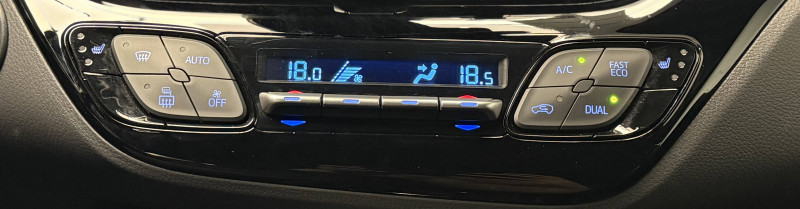 AUTO
OFF
18.0
18.5
A/C
FAST
ECO
DUAL